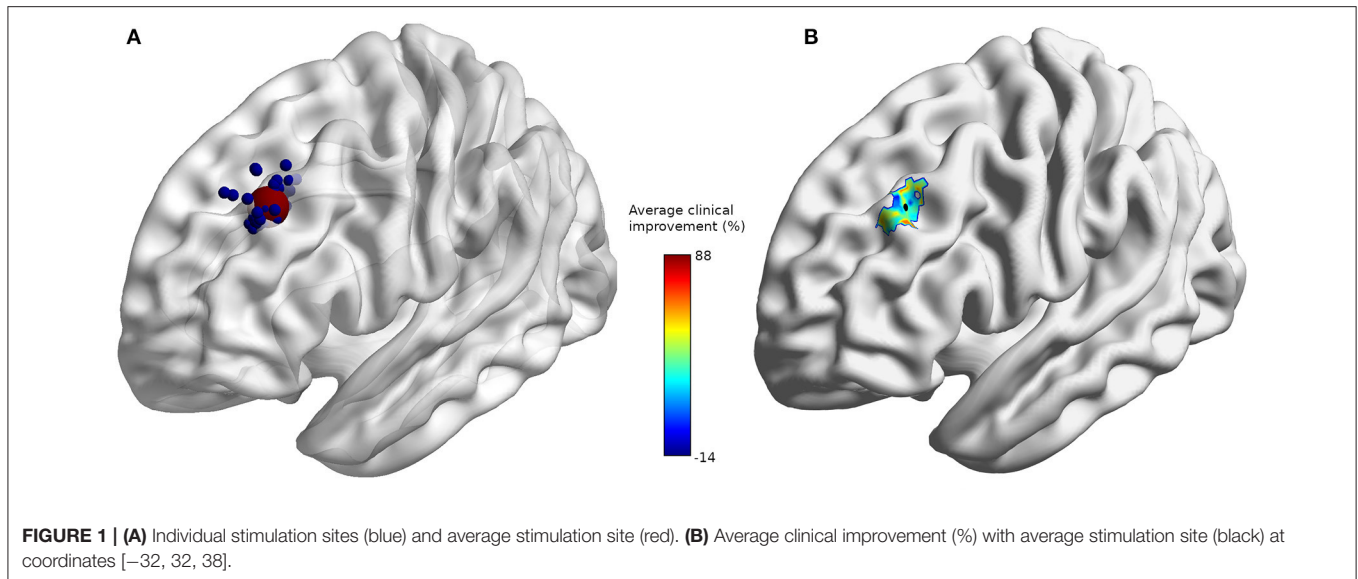 A
B
Average clinical
improvement (%)
88
-14
FIGURE 1 | (A) Individual stimulation sites (blue) and average stimulation site (red). (B) Average clinical improvement (%) with average stimulation site (black) at
coordinates [−32, 32, 38].